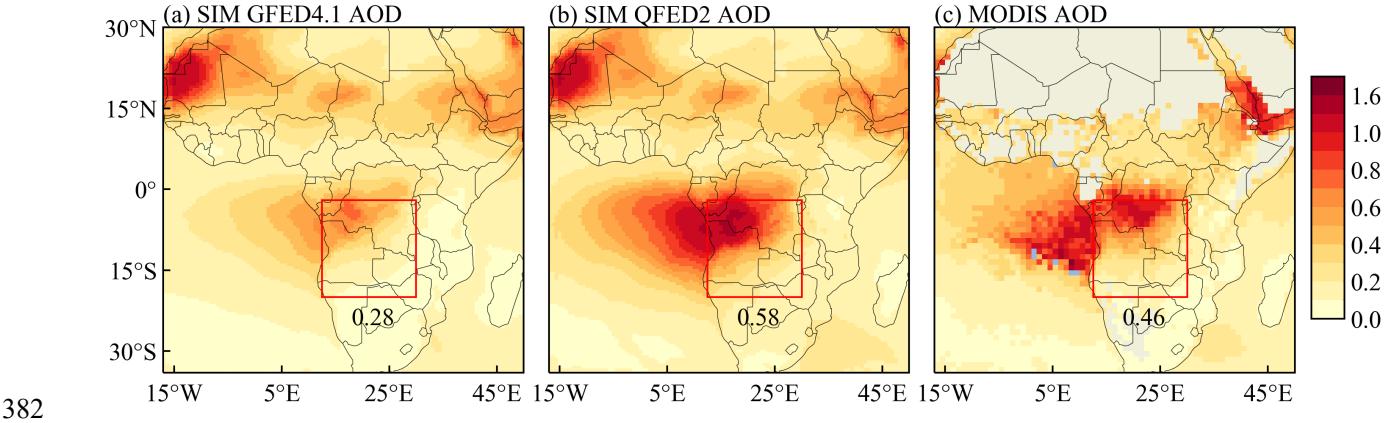 (a) SIM GFED4.1 AOD
(b) SIM QFED2 AOD
(c) MODIS AOD
30°N
15°N
0°
15°S
30°S
1.6
1.0
0.8
0.6
0.4
0.2
0.0
0.28
0.58
0.46
15°W 5°E 25°E 45°E
15°W 5°E 25°E 45°E
15°W 5°E 25°E 45°E
382